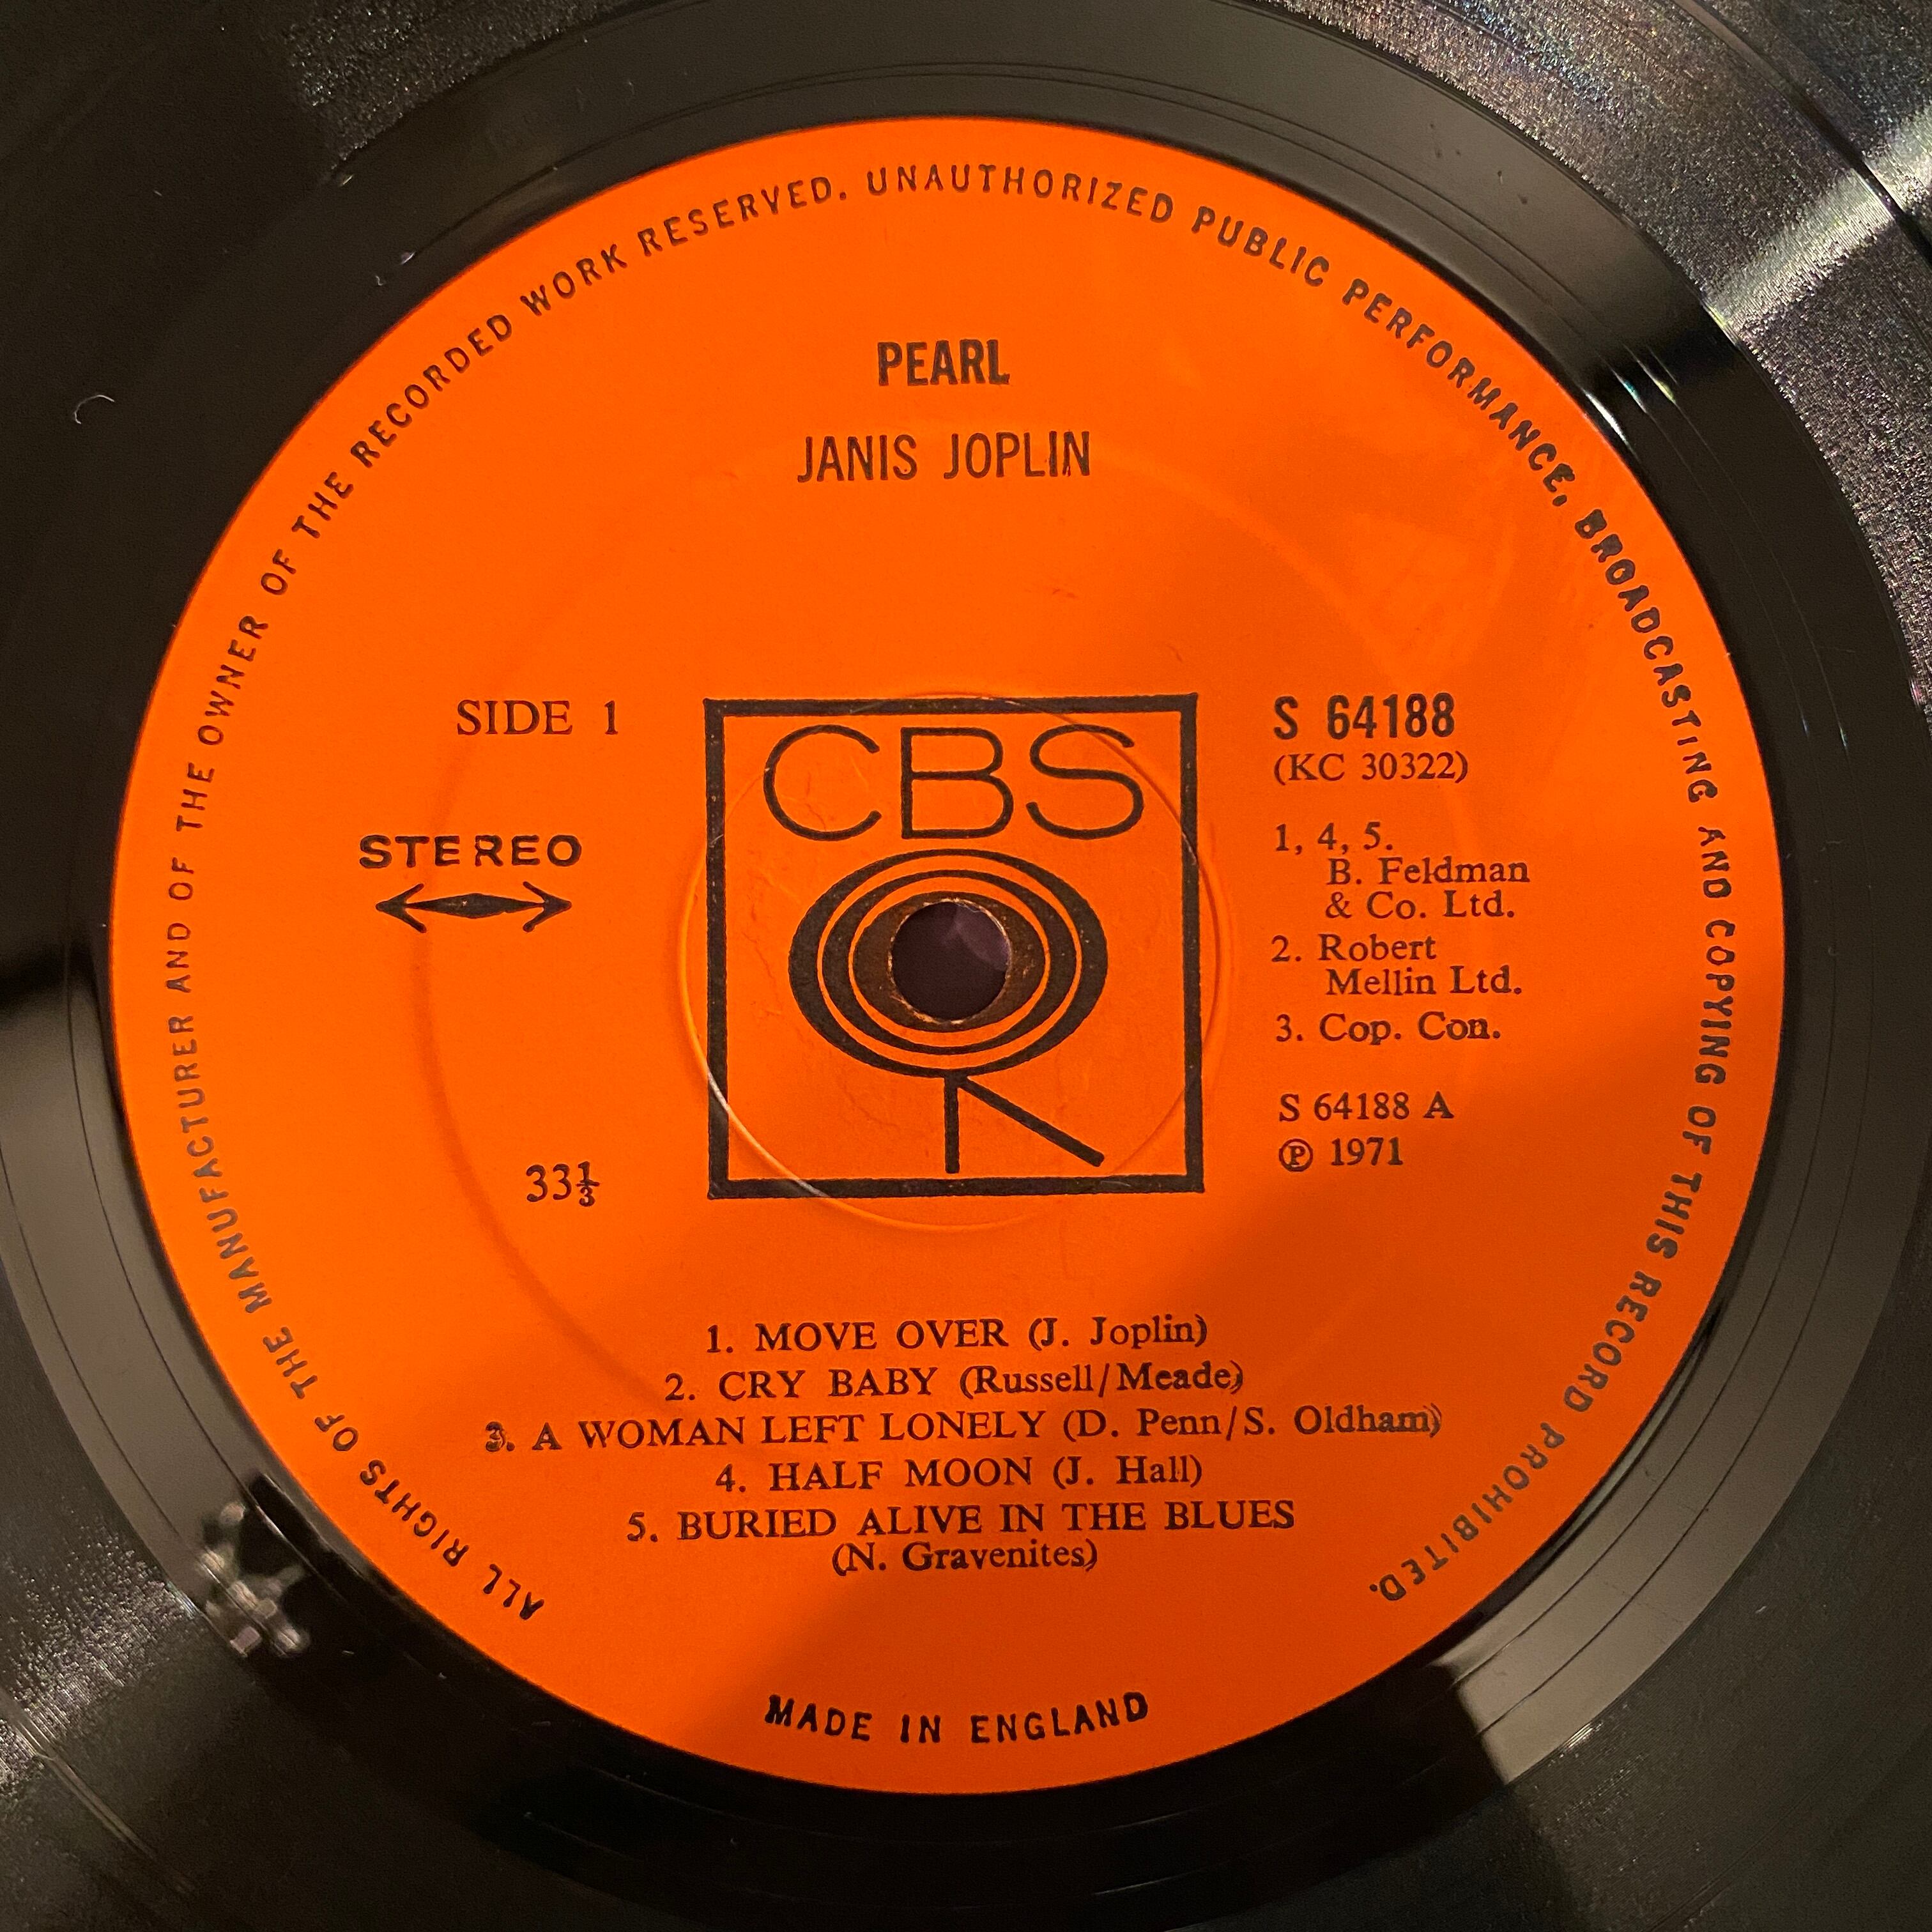 ALL RIGHTS OF THE MANUFACTURER AND OF THE OWNER OF THE RECORDED WORK RESERVED. UNAUTHORIZED PUBLIC PERFORMANCE, BROADCASTING AND COPYING OF THIS RECORD PROHIBITED.
PEARL
JANIS JOPLIN
SIDE 1
STEREO
33⅓
CBS
S 64188
(KC 30322)
1, 4, 5.
B. Feldman
& Co. Ltd.
2. Robert
Mellin Ltd.
3. Cop. Con.
S 64188 A
℗ 1971
1. MOVE OVER (J. Joplin)
2. CRY BABY (Russell/Meade)
3. A WOMAN LEFT LONELY (D. Penn/S. Oldham)
4. HALF MOON (J. Hall)
5. BURIED ALIVE IN THE BLUES
(N. Gravenites)
MADE IN ENGLAND